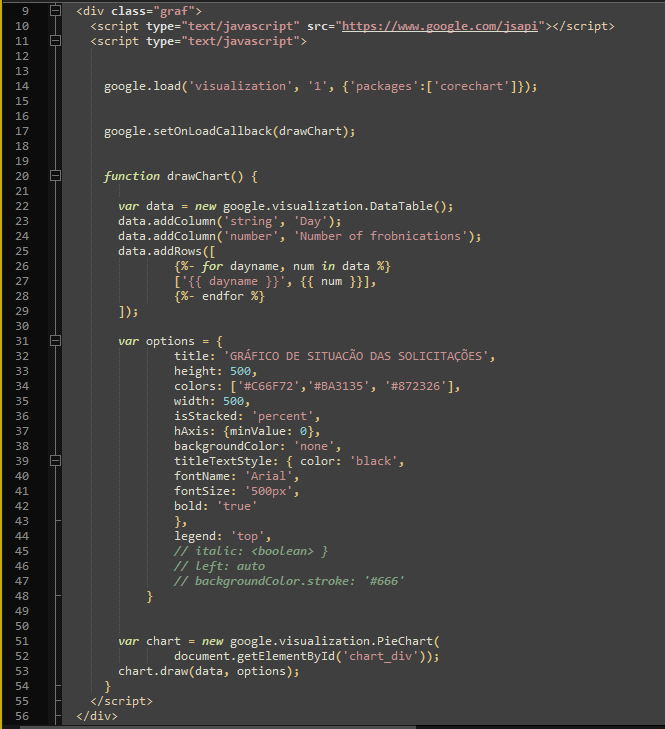 9 <div class="graf">
10 <script type="text/javascript" src="https://www.google.com/jsapi"></script>
11 <script type="text/javascript">
12
13
14 google.load('visualization', '1', {'packages':['corechart']});
15
16
17 google.setOnLoadCallback(drawChart);
18
19
20 function drawChart() {
21
22 var data = new google.visualization.DataTable();
23 data.addColumn('string', 'Day');
24 data.addColumn('number', 'Number of frobnications');
25 data.addRows([
26 {%- for dayname, num in data %}
27 ['{{ dayname }}', {{ num }}],
28 {%- endfor %}
29 ]);
30
31 var options = {
32 title: 'GRÁFICO DE SITUACÃO DAS SOLICITAÇÕES',
33 height: 500,
34 colors: ['#C66F72','#BA3135', '#872326'],
35 width: 500,
36 isStacked: 'percent',
37 hAxis: {minValue: 0},
38 backgroundColor: 'none',
39 titleTextStyle: { color: 'black',
40 fontName: 'Arial',
41 fontSize: '500px',
42 bold: 'true'
43 },
44 legend: 'top',
45 // italic: <boolean> }
46 // left: auto
47 // backgroundColor.stroke: '#666'
48 }
49
50
51 var chart = new google.visualization.PieChart(
52 document.getElementById('chart_div'));
53 chart.draw(data, options);
54 }
55 </script>
56 </div>